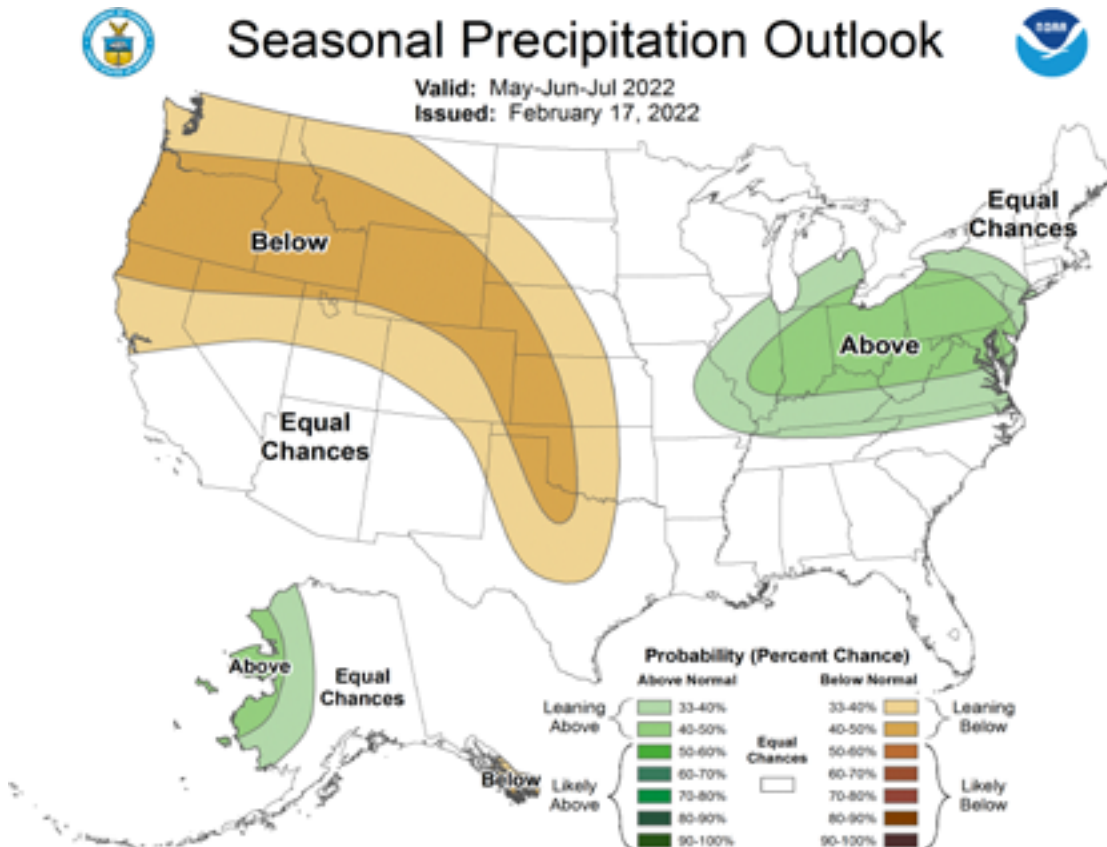 Seasonal Precipitation Outlook
NOAA
Valid: May-Jun-Jul 2022
Issued: February 17, 2022
Below
Equal
Chances
Above
Equal
Chances
Above
Equal
Chances
Below
Probability (Percent Chance)
Above Normal
Below Normal
Leaning
Above
33-40%
40-50%
Likely
Above
50-60%
60-70%
70-80%
80-90%
90-100%
Equal
Chances
33-40%
40-50%
Leaning
Below
50-60%
60-70%
70-80%
80-90%
90-100%
Likely
Below